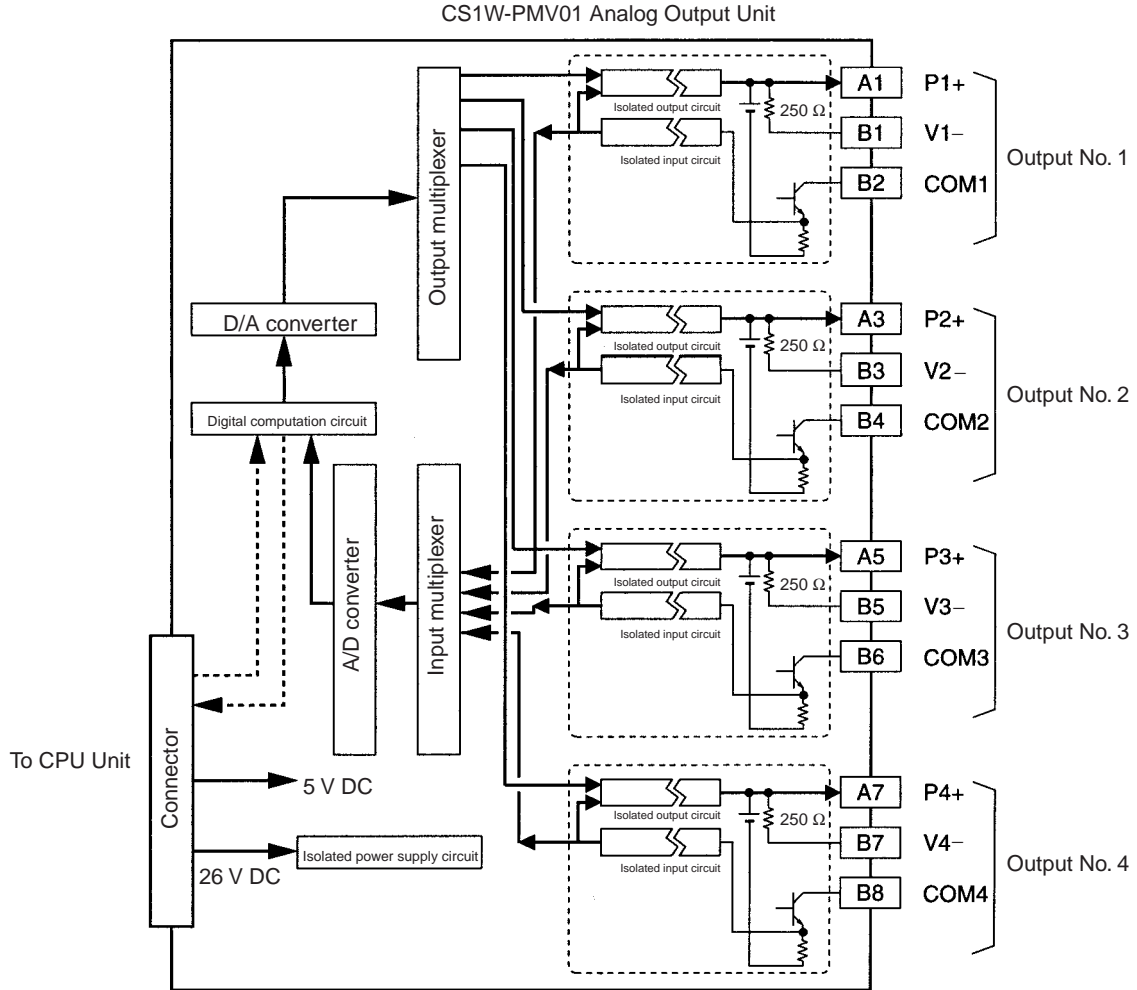 CS1W-PMV01 Analog Output Unit
Output multiplexer
D/A converter
Digital computation circuit
A/D converter
Input multiplexer
To CPU Unit
Connector
5 V DC
26 V DC
Isolated power supply circuit
Isolated output circuit
Isolated input circuit
250 Ω
A1 P1+
B1 V1−
B2 COM1
Output No. 1
Isolated output circuit
Isolated input circuit
250 Ω
A3 P2+
B3 V2−
B4 COM2
Output No. 2
Isolated output circuit
Isolated input circuit
250 Ω
A5 P3+
B5 V3−
B6 COM3
Output No. 3
Isolated output circuit
Isolated input circuit
250 Ω
A7 P4+
B7 V4−
B8 COM4
Output No. 4